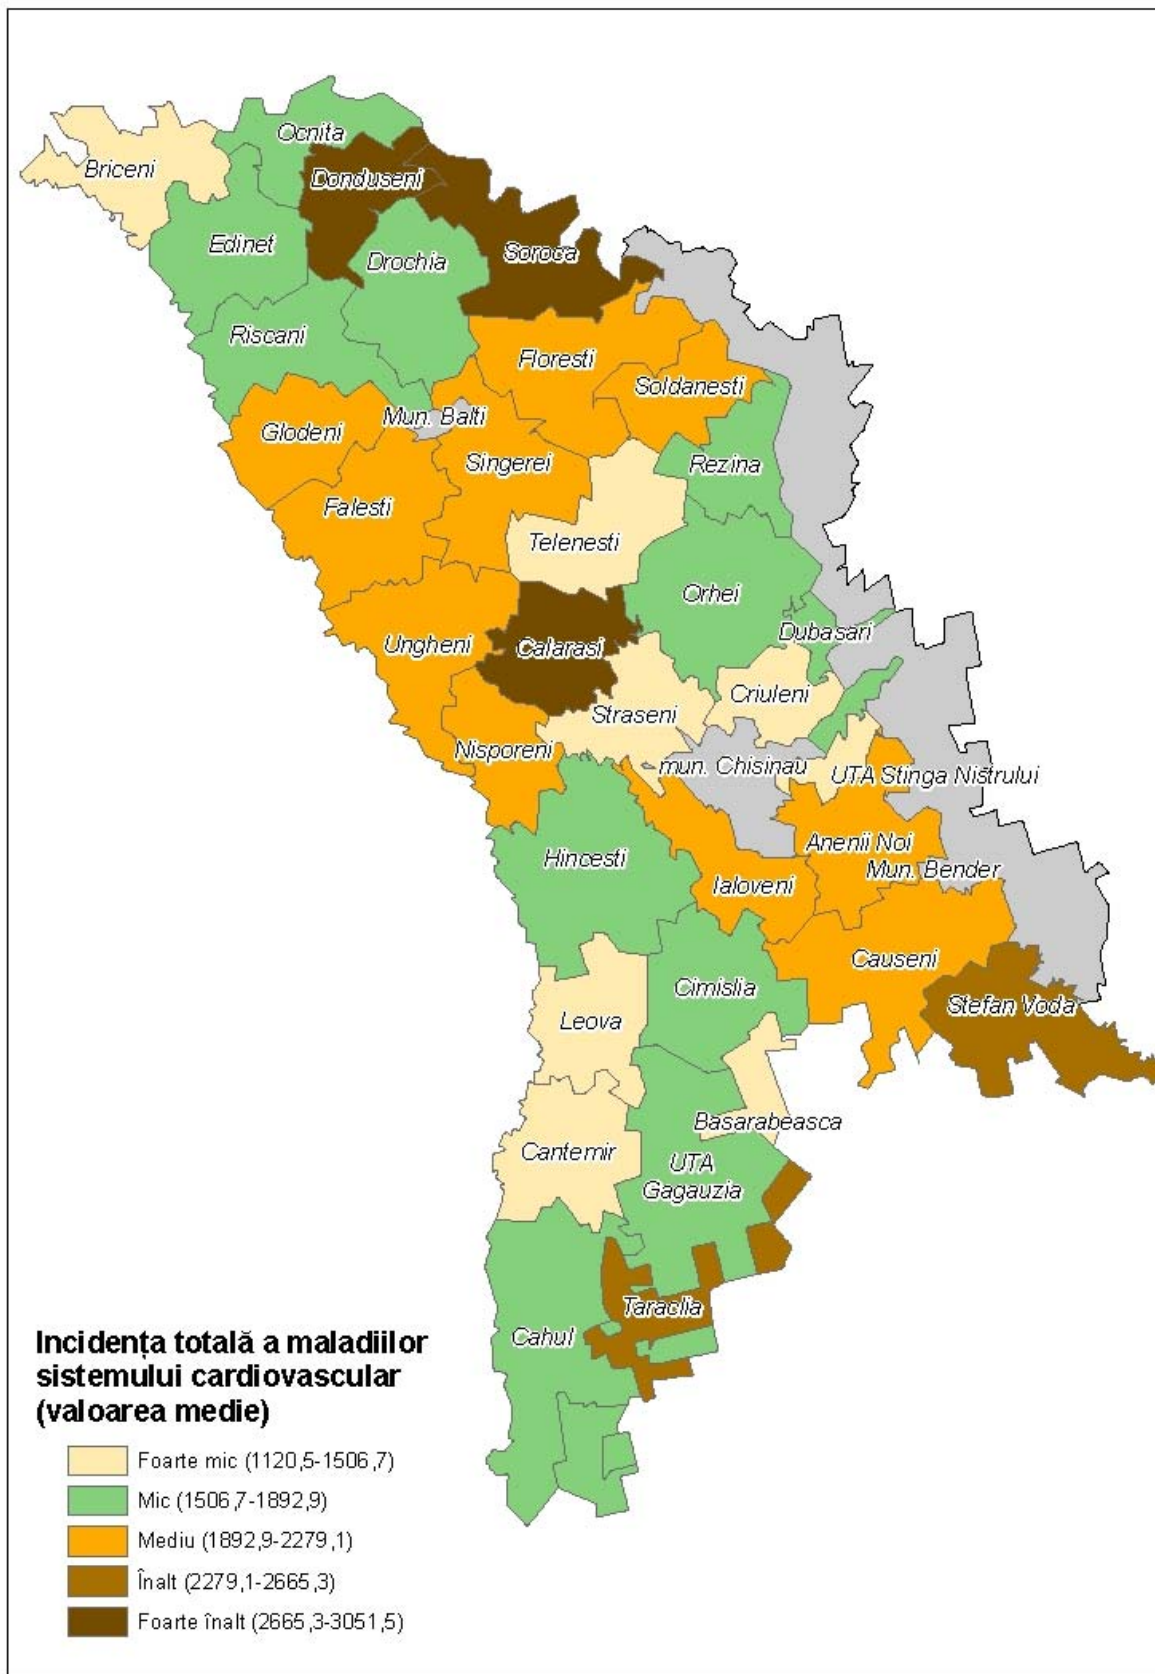 Ocnita
Briceni
Donduseni
Edinet
Soroca
Drochia
Riscani
Floresti
Soldanesti
Mun. Balti
Glodeni
Singerei
Rezina
Falesti
Telenesti
Orhei
Dubasari
Ungheni
Calarasi
Criuleni
Straseni
Nisporeni
mun. Chisinau
UTA Stinga Nistrului
Anenii Noi
Hincesti
Mun. Bender
Ialoveni
Causeni
Cimislia
Stefan Voda
Leova
Basarabeasca
Cantemir
UTA
Gagauzia
Taraclia
Cahul
Incidența totală a maladiilor
sistemului cardiovascular
(valoarea medie)
Foarte mic (1120,5-1506,7)
Mic (1506,7-1892,9)
Mediu (1892,9-2279,1)
Înalt (2279,1-2665,3)
Foarte înalt (2665,3-3051,5)